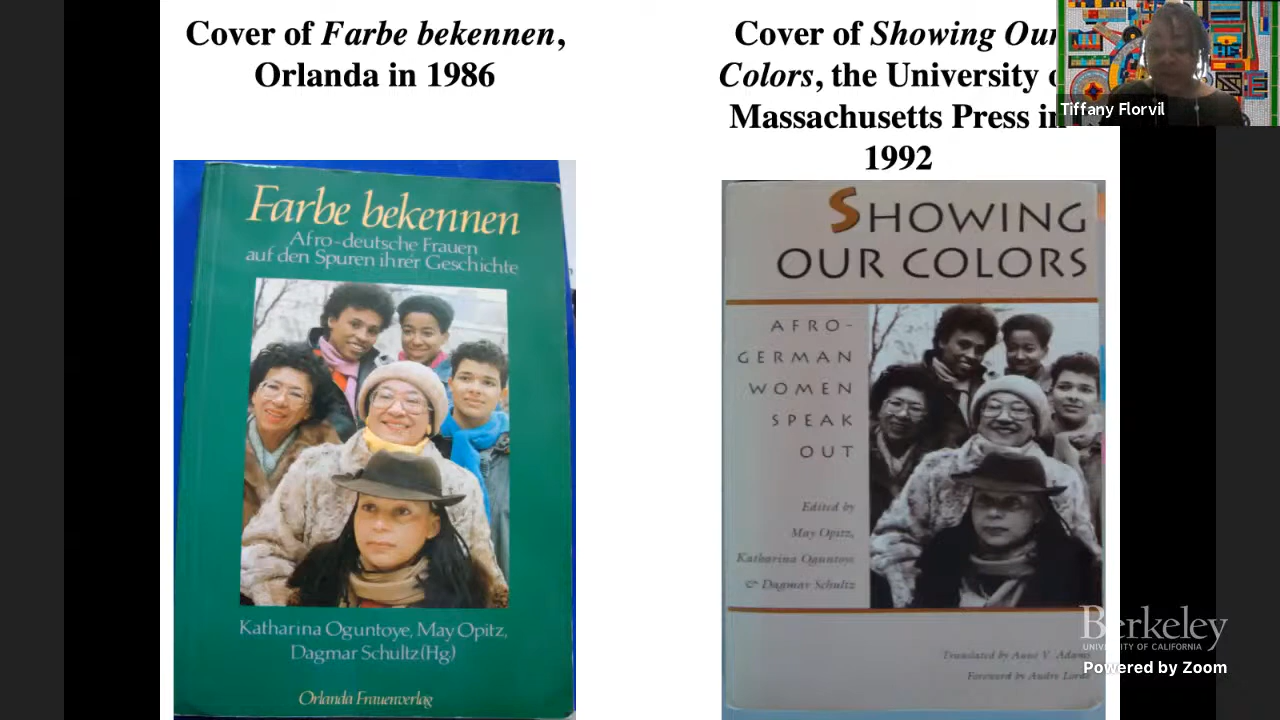 Cover of Farbe bekennen,
Orlanda in 1986
Cover of Showing Our
Colors, the University
Massachusetts Press in
1992
Tiffany Florvil
Farbe bekennen
Afro-deutsche Frauen
auf den Spuren ihrer Geschichte
Katharina Oguntoye, May Opitz,
Dagmar Schultz (Hg.)
Orlanda Frauenverlag
SHOWING
OUR COLORS
AFRO-
GERMAN
WOMEN
SPEAK
OUT
Edited by
May Opitz,
Katharina Oguntoye
& Dagmar Schultz
Translated by Anne V. Adams
Foreword by Audre Lorde
Berkeley
UNIVERSITY OF CALIFORNIA
Powered by Zoom